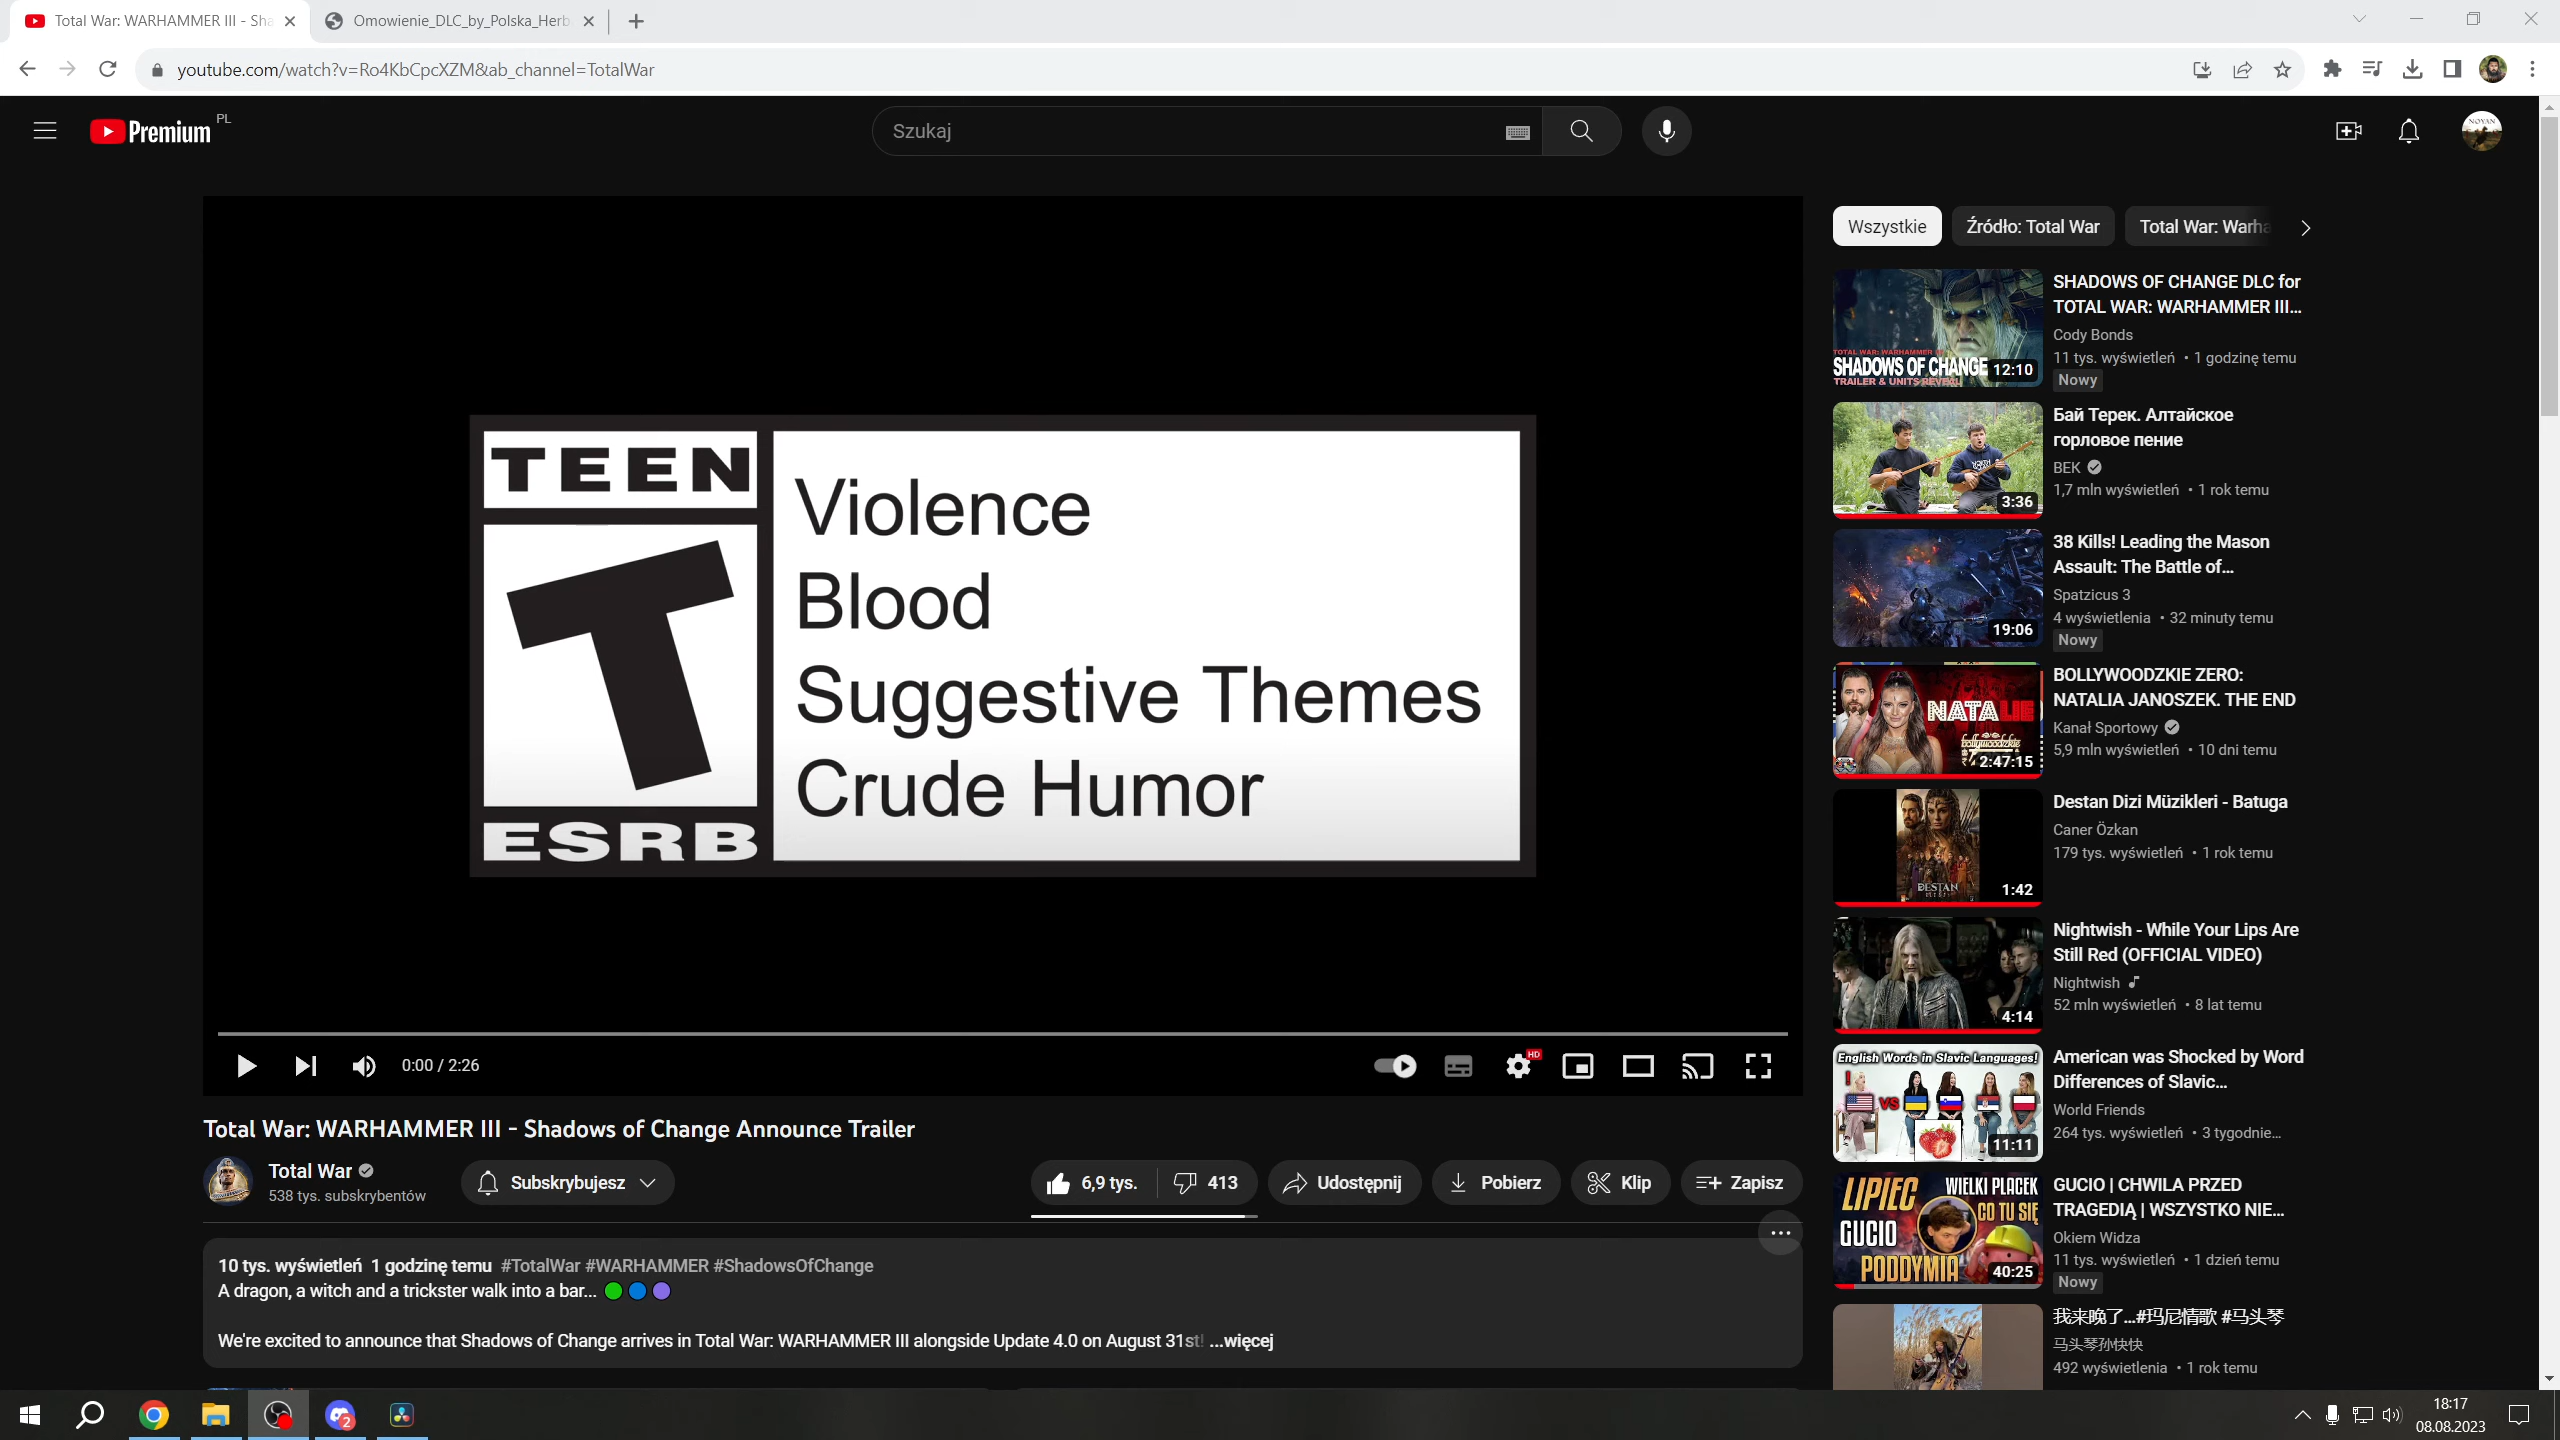 Total War: WARHAMMER III - Sha
Omowienie_DLC_by_Polska_Herb
youtube.com/watch?v=Ro4KbCpcXZM&ab_channel=TotalWar
Premium PL
Szukaj
NOYAN
TEEN
T
ESRB
Violence
Blood
Suggestive Themes
Crude Humor
0:00 / 2:26
HD
Total War: WARHAMMER III - Shadows of Change Announce Trailer
Total War
538 tys. subskrybentów
Subskrybujesz
6,9 tys.
413
Udostępnij
Pobierz
Klip
Zapisz
10 tys. wyświetleń 1 godzinę temu #TotalWar #WARHAMMER #ShadowsOfChange
A dragon, a witch and a trickster walk into a bar...
We're excited to announce that Shadows of Change arrives in Total War: WARHAMMER III alongside Update 4.0 on August 31st! ...więcej
Wszystkie
Źródło: Total War
Total War: Warha
TOTAL WAR: WARHAMMER
SHADOWS OF CHANGE
TRAILER & UNITS REVEAL
12:10
SHADOWS OF CHANGE DLC for
TOTAL WAR: WARHAMMER III...
Cody Bonds
11 tys. wyświetleń • 1 godzinę temu
Nowy
3:36
Бай Терек. Алтайское
горловое пение
BEK
1,7 mln wyświetleń • 1 rok temu
19:06
38 Kills! Leading the Mason
Assault: The Battle of...
Spatzicus 3
4 wyświetlenia • 32 minuty temu
Nowy
NATALIE
bollywoodzkie
2:47:15
BOLLYWOODZKIE ZERO:
NATALIA JANOSZEK. THE END
Kanał Sportowy
5,9 mln wyświetleń • 10 dni temu
DESTAN
1:42
Destan Dizi Müzikleri - Batuga
Caner Özkan
179 tys. wyświetleń • 1 rok temu
4:14
Nightwish - While Your Lips Are
Still Red (OFFICIAL VIDEO)
Nightwish
52 mln wyświetleń • 8 lat temu
English Words in Slavic Languages!
VS
11:11
American was Shocked by Word
Differences of Slavic...
World Friends
264 tys. wyświetleń • 3 tygodnie...
LIPIEC
WIELKI PLACEK
CO TU SIĘ
GUCIO
PODDYMIA
40:25
GUCIO | CHWILA PRZED
TRAGEDIĄ | WSZYSTKO NIE...
Okiem Widza
11 tys. wyświetleń • 1 dzień temu
Nowy
我来晚了...#玛尼情歌 #马头琴
马头琴孙快快
492 wyświetlenia • 1 rok temu
2
18:17
08.08.2023